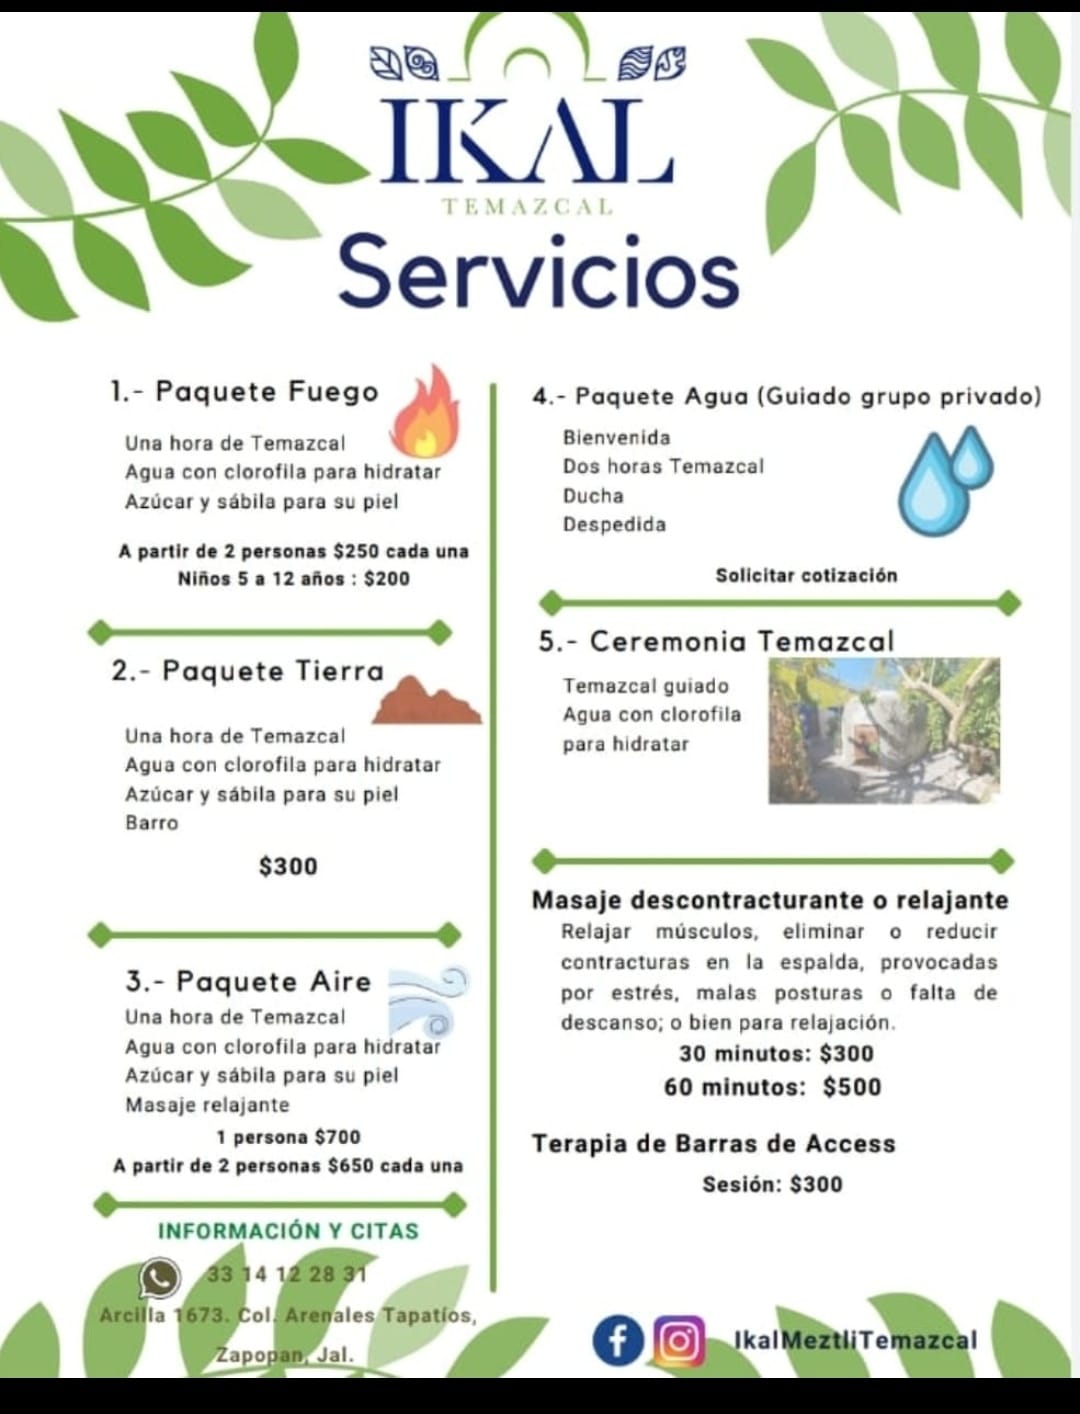 IKAL
TEMAZCAL
Servicios
1.- Paquete Fuego
Una hora de Temazcal
Agua con clorofila para hidratar
Azúcar y sábila para su piel
A partir de 2 personas $250 cada una
Niños 5 a 12 años : $200
2.- Paquete Tierra
Una hora de Temazcal
Agua con clorofila para hidratar
Azúcar y sábila para su piel
Barro
$300
3.- Paquete Aire
Una hora de Temazcal
Agua con clorofila para hidratar
Azúcar y sábila para su piel
Masaje relajante
1 persona $700
A partir de 2 personas $650 cada una
INFORMACIÓN Y CITAS
33 14 12 28 31
Arcilla 1673. Col. Arenales Tapatíos,
Zapopan, Jal.
4.- Paquete Agua (Guiado grupo privado)
Bienvenida
Dos horas Temazcal
Ducha
Despedida
Solicitar cotización
5.- Ceremonia Temazcal
Temazcal guiado
Agua con clorofila
para hidratar
Masaje descontracturante o relajante
Relajar músculos, eliminar o reducir
contracturas en la espalda, provocadas
por estrés, malas posturas o falta de
descanso; o bien para relajación.
30 minutos: $300
60 minutos: $500
Terapia de Barras de Access
Sesión: $300
IkalMeztliTemazcal